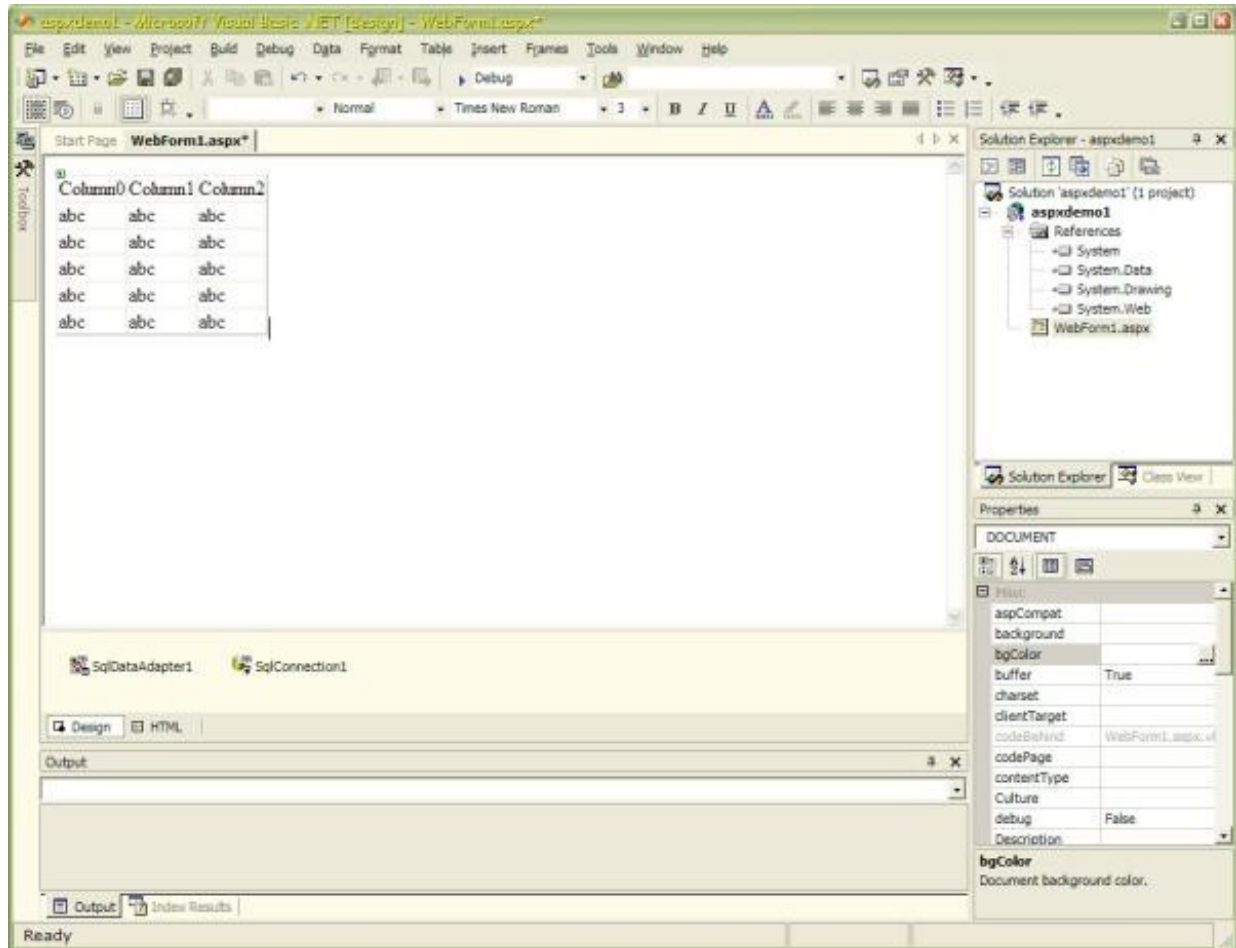 aspxdemo1 - Microsoft Visual Basic .NET [design] - WebForm1.aspx*
File Edit View Project Build Debug Data Format Table Insert Frames Tools Window Help
Debug
Normal Times New Roman 3 B I U A
Start Page WebForm1.aspx*
Toolbox
Column0 Column1 Column2
abc abc abc
abc abc abc
abc abc abc
abc abc abc
abc abc abc
SqlDataAdapter1 SqlConnection1
Design HTML
Output
Output Index Results
Ready
Solution Explorer - aspxdemo1
Solution 'aspxdemo1' (1 project)
aspxdemo1
References
System
System.Data
System.Drawing
System.Web
WebForm1.aspx
Solution Explorer Class View
Properties
DOCUMENT
Misc
aspCompat
background
bgColor ...
buffer True
charset
clientTarget
codeBehind WebForm1.aspx.vb
codePage
contentType
Culture
debug False
Description
bgColor
Document background color.